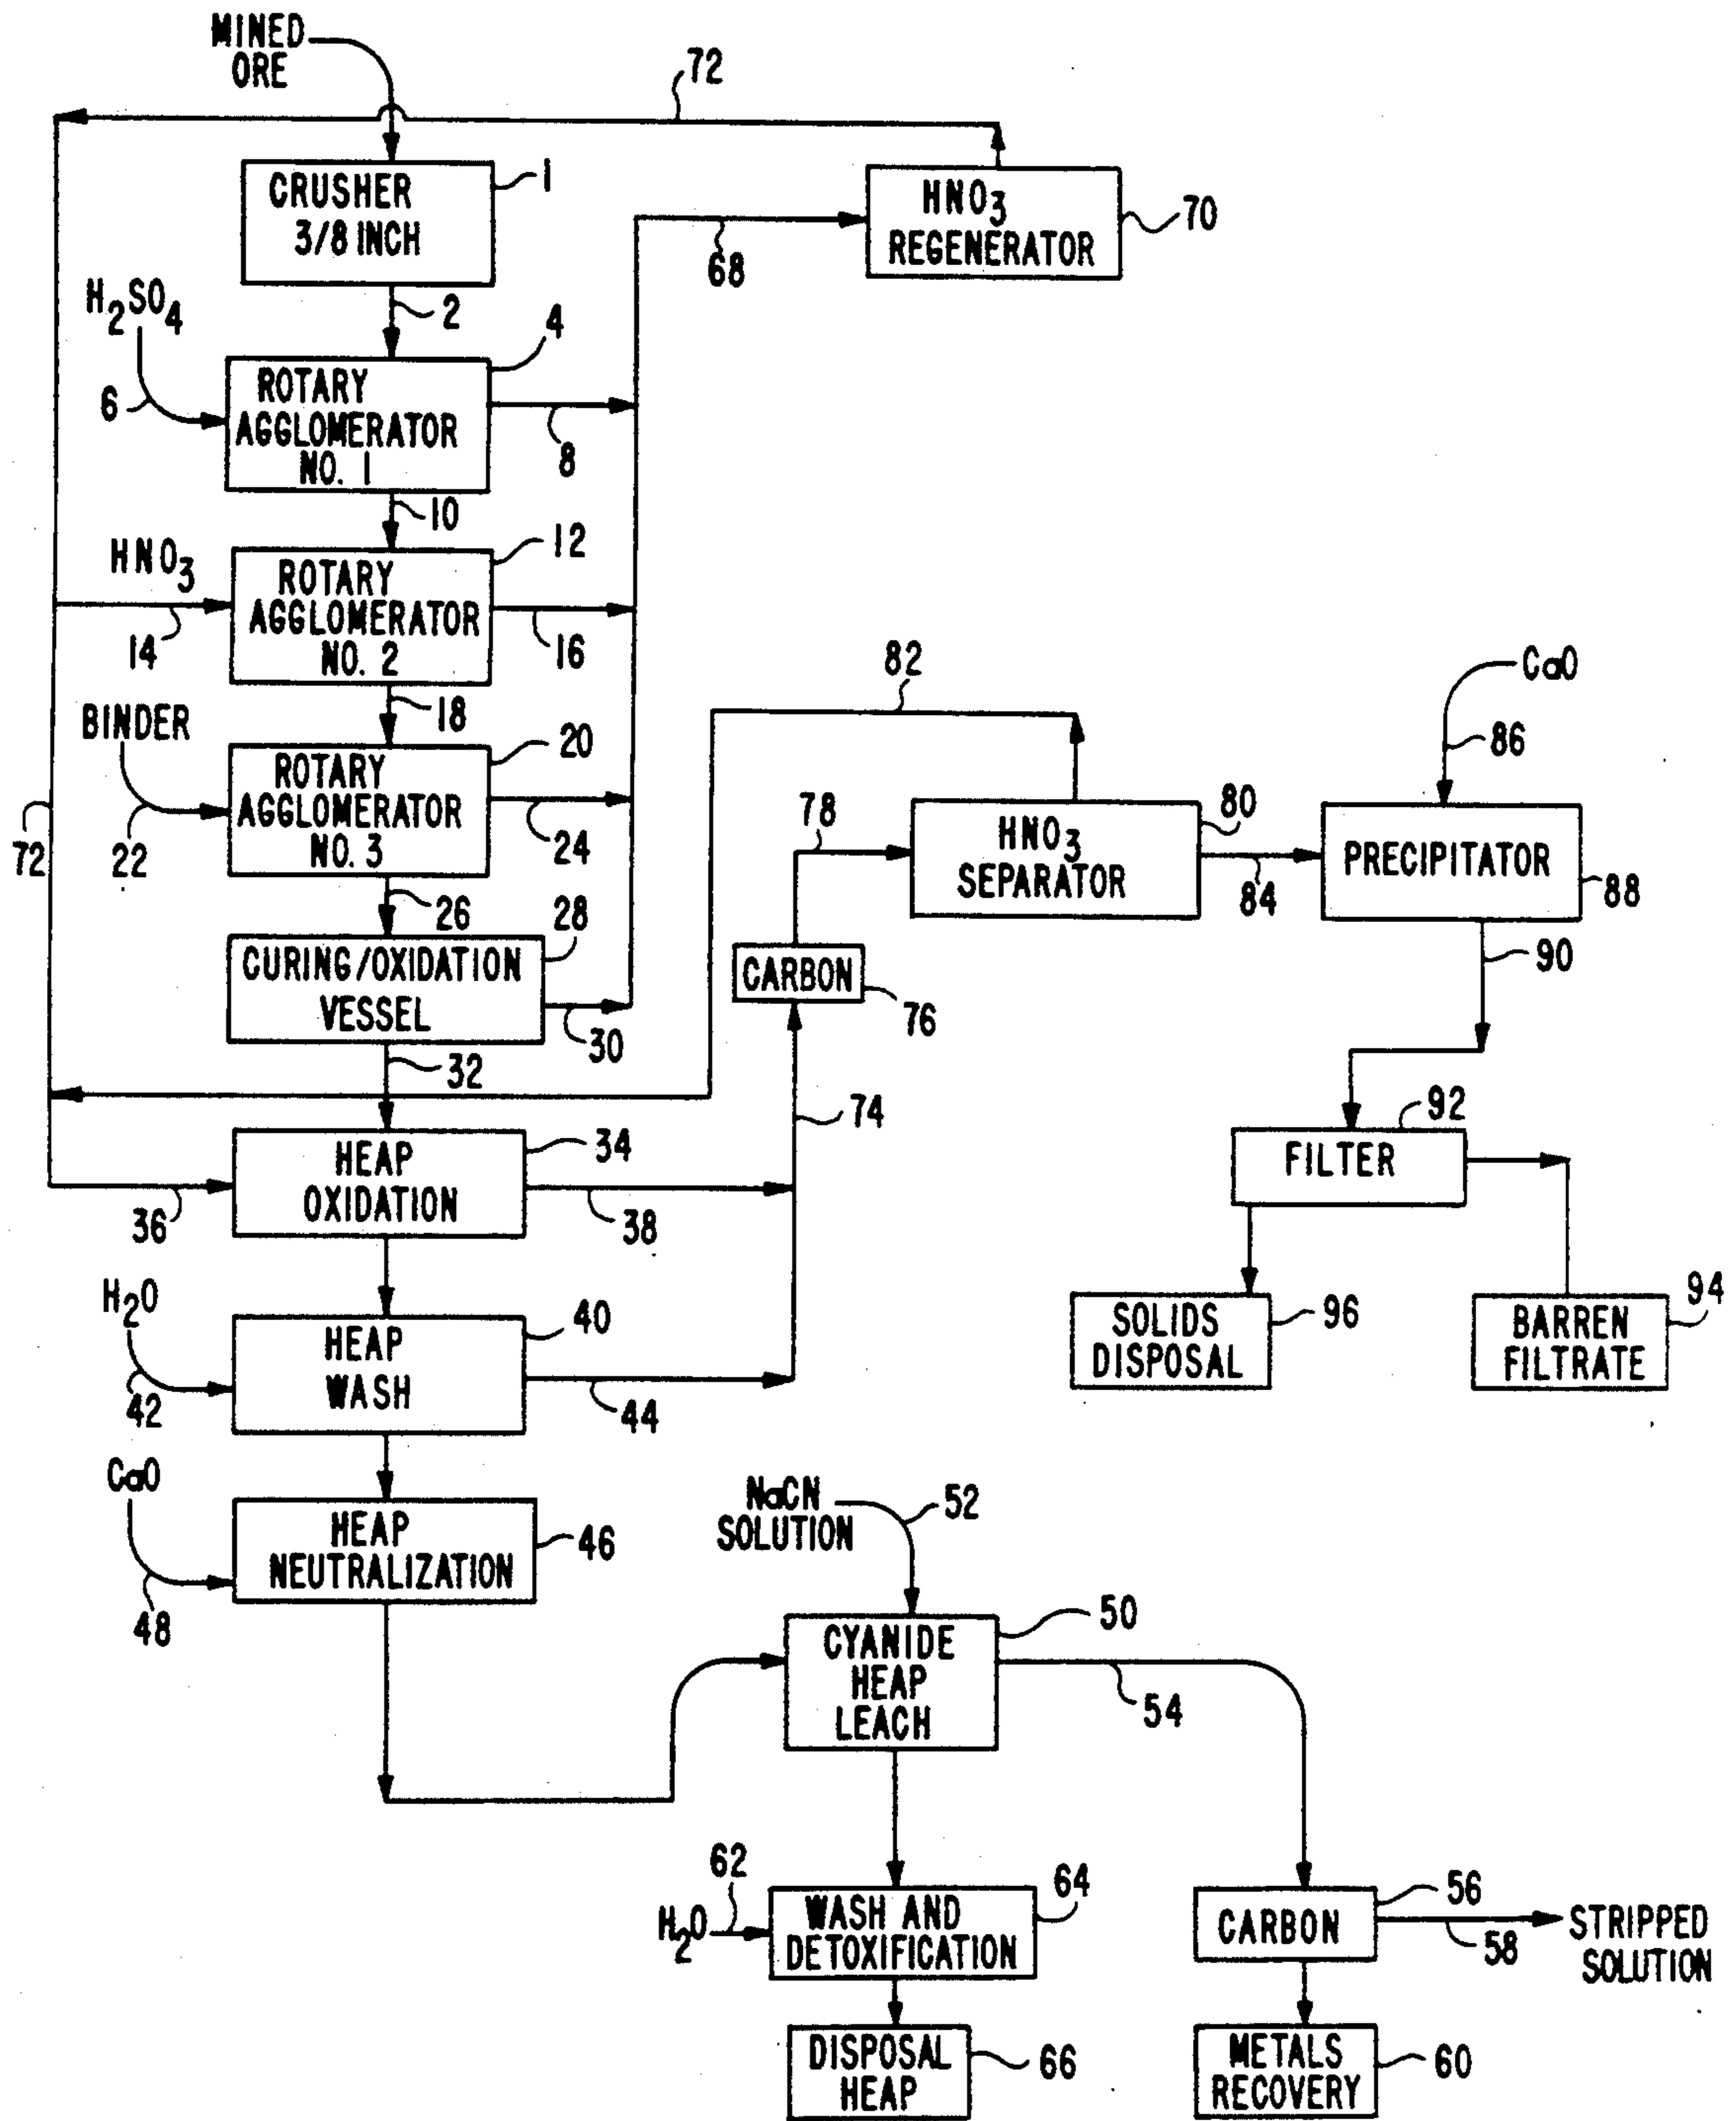 MINED
ORE
72
CRUSHER
3/8 INCH
1
HNO3
REGENERATOR
70
68
2
H2SO4
6
ROTARY
AGGLOMERATOR
NO. 1
4
8
10
HNO3
14
ROTARY
AGGLOMERATOR
NO. 2
12
16
18
BINDER
22
ROTARY
AGGLOMERATOR
NO. 3
20
24
72
26
CURING/OXIDATION
VESSEL
28
30
32
82
CaO
86
78
HNO3
SEPARATOR
80
84
PRECIPITATOR
88
90
CARBON
76
74
HEAP
OXIDATION
34
36
38
FILTER
92
H2O
42
HEAP
WASH
40
44
SOLIDS
DISPOSAL
96
BARREN
FILTRATE
94
CaO
48
HEAP
NEUTRALIZATION
46
NaCN
SOLUTION
52
CYANIDE
HEAP
LEACH
50
54
62
H2O
WASH AND
DETOXIFICATION
64
CARBON
56
58
STRIPPED
SOLUTION
DISPOSAL
HEAP
66
METALS
RECOVERY
60